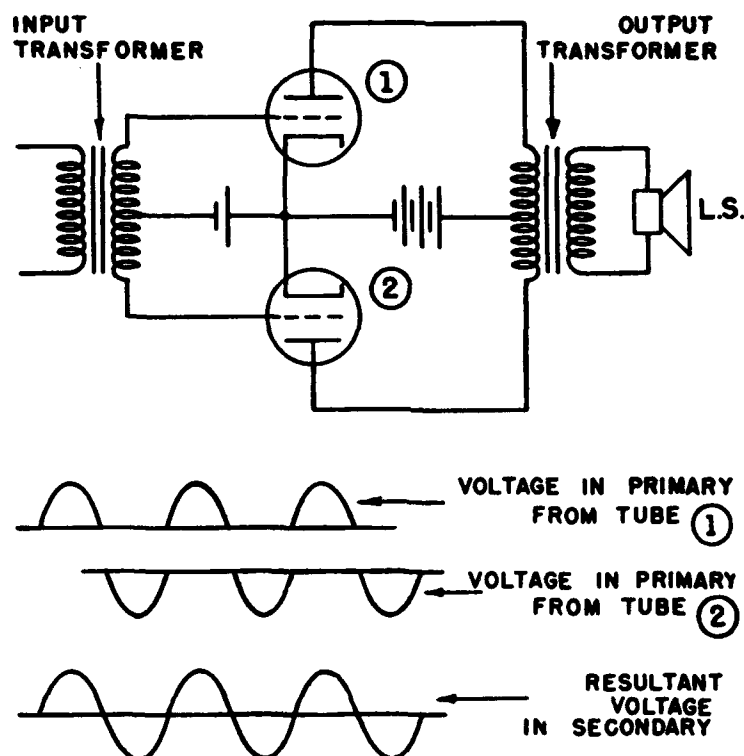 INPUT
TRANSFORMER
OUTPUT
TRANSFORMER
1
L.S.
2
VOLTAGE IN PRIMARY
FROM TUBE 1
VOLTAGE IN PRIMARY
FROM TUBE 2
RESULTANT
VOLTAGE
IN SECONDARY